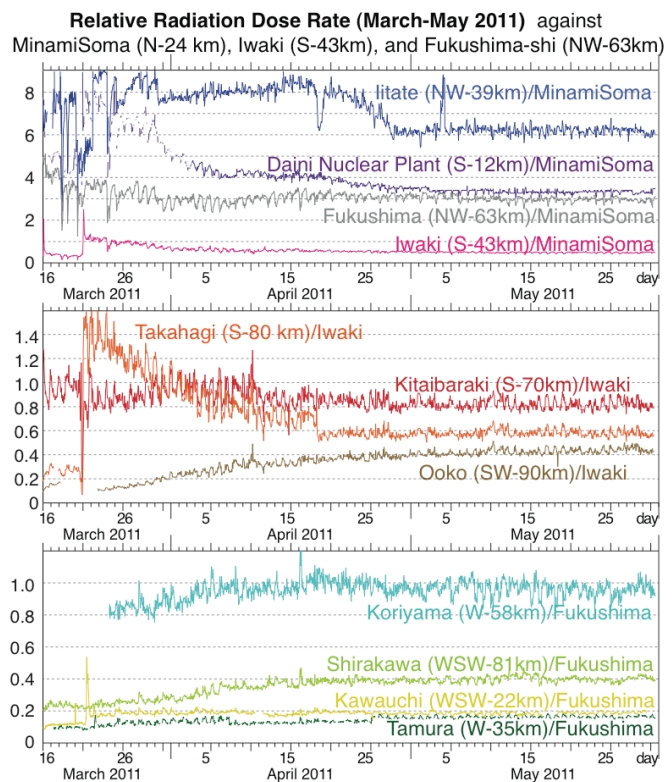 Relative Radiation Dose Rate (March-May 2011) against
MinamiSoma (N-24 km), Iwaki (S-43km), and Fukushima-shi (NW-63km)
8
Iitate (NW-39km)/MinamiSoma
6
Daini Nuclear Plant (S-12km)/MinamiSoma
4
2
Fukushima (NW-63km)/MinamiSoma
Iwaki (S-43km)/MinamiSoma
0
16 26 5 15 25 5 15 25 day
March 2011 April 2011 May 2011
1.4
Takahagi (S-80 km)/Iwaki
1.2
1.0
Kitaibaraki (S-70km)/Iwaki
0.8
0.6
0.4
Ooko (SW-90km)/Iwaki
0.2
0
16 26 5 15 25 5 15 25 day
March 2011 April 2011 May 2011
1.0
0.8
Koriyama (W-58km)/Fukushima
0.6
Shirakawa (WSW-81km)/Fukushima
0.4
Kawauchi (WSW-22km)/Fukushima
0.2
Tamura (W-35km)/Fukushima
0
16 26 5 15 25 5 15 25 day
March 2011 April 2011 May 2011